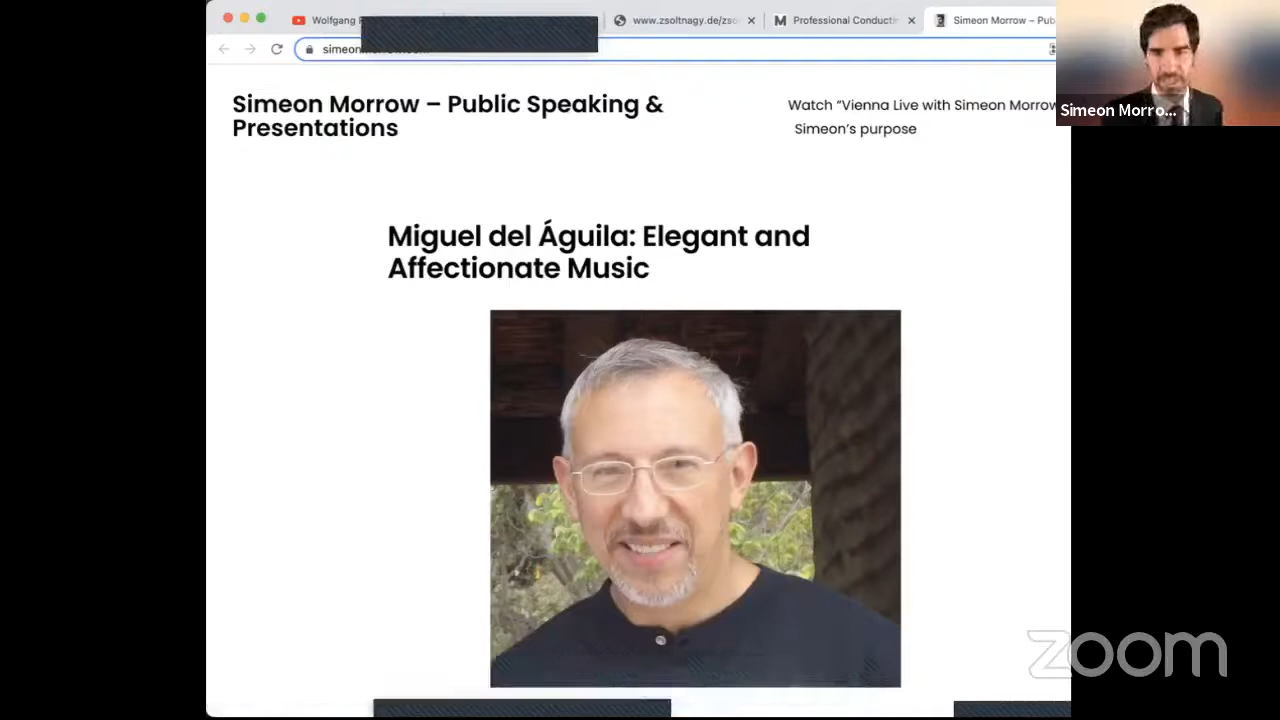 Wolfgang
www.zsoltnagy.de/zso
Professional Conducti
Simeon Morrow – Pub
Simeon Morrow – Public Speaking &
Presentations
Watch “Vienna Live with Simeon Morrow
Simeon’s purpose
Simeon Morro...
Miguel del Águila: Elegant and
Affectionate Music
zoom